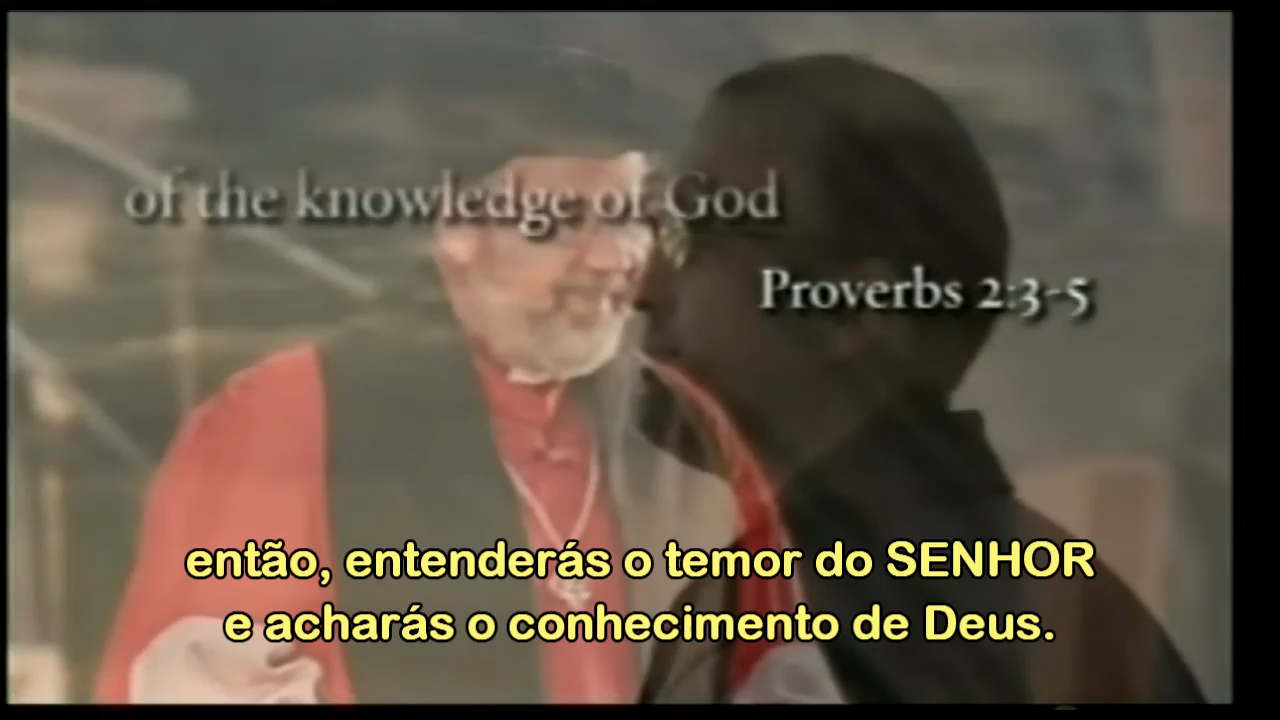 of the knowledge of God
Proverbs 2:3-5
então, entenderás o temor do SENHOR
e acharás o conhecimento de Deus.